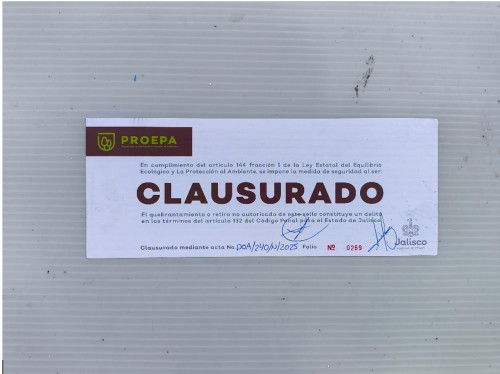 PROEPA
En cumplimiento del artículo 144 fracción I de la Ley Estatal del Equilibrio
Ecológico y La Protección al Ambiente, se impone la medida de seguridad al ser:
CLAUSURADO
El quebrantamiento o retiro no autorizado de este sello constituye un delito
en los términos del artículo 132 del Código Penal para el Estado de Jalisco.
Clausurado mediante acta No. DOA/240/N/2025 Folio Nº 0269
Jalisco